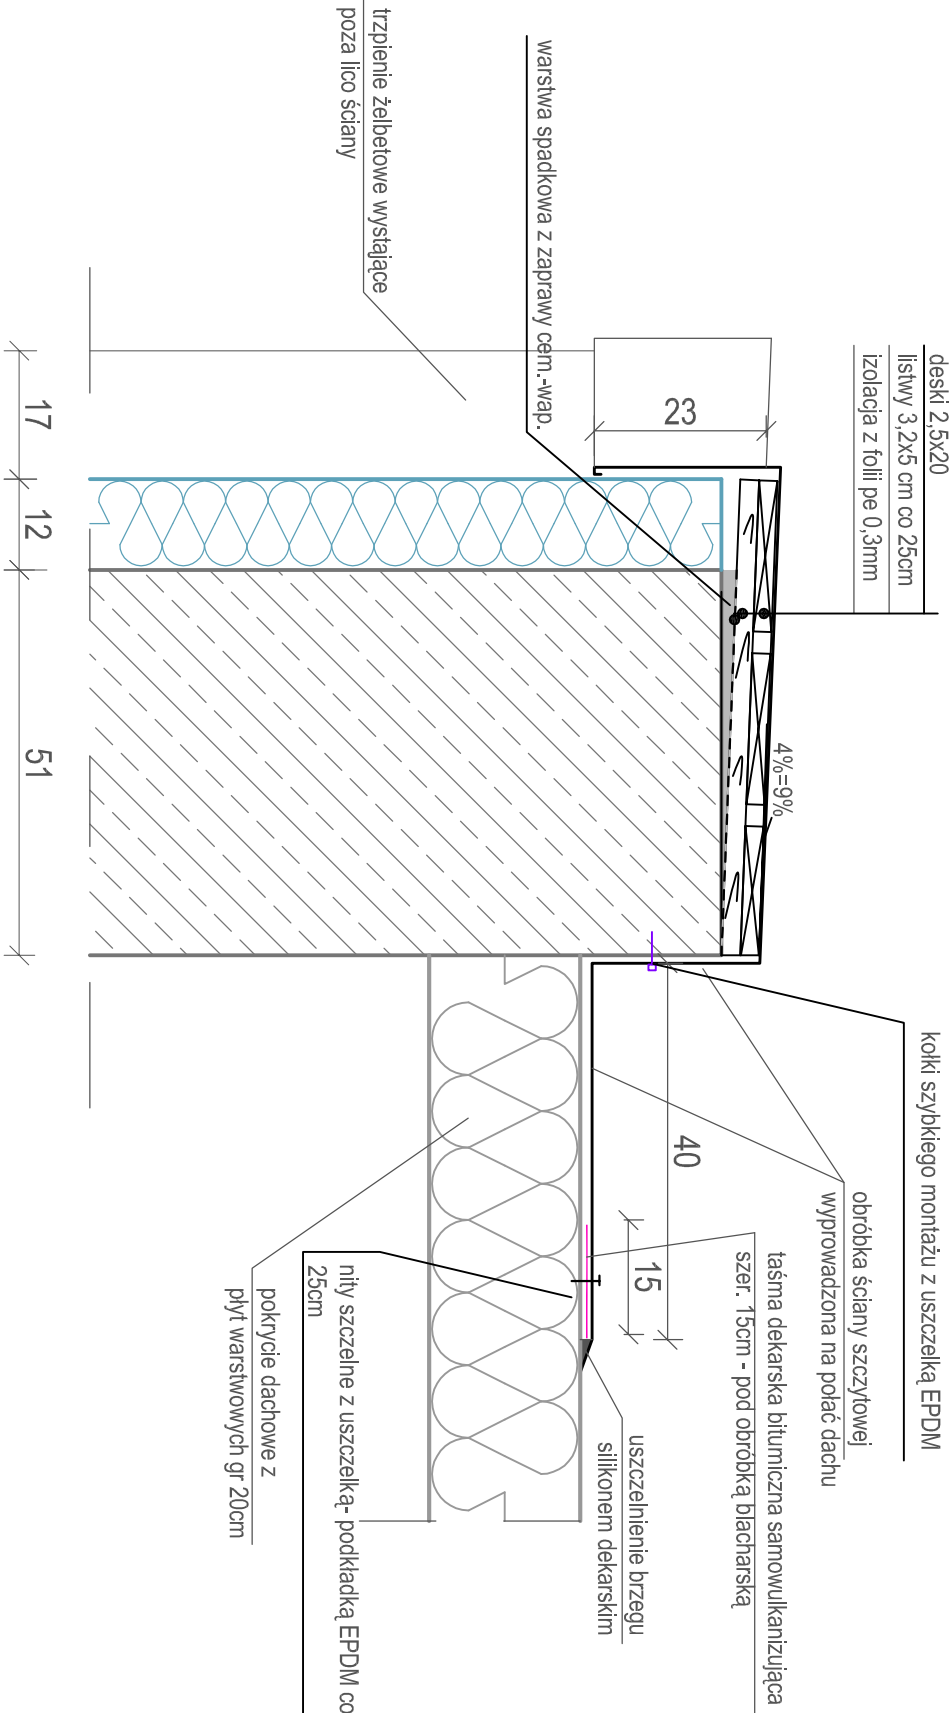 deski 2,5x20
listwy 3,2x5 cm co 25cm
izolacja z folii pe 0,3mm
warstwa spadkowa z zaprawy cem.-wap.
trzpienie żelbetowe wystające
poza lico ściany
23
4%=9%
17
12
51
kołki szybkiego montażu z uszczelką EPDM
obróbka ściany szczytowej
wyprowadzona na połać dachu
40
15
taśma dekarska bitumiczna samowulkanizująca
szer. 15cm - pod obróbką blacharską
uszczelnienie brzegu
silikonem dekarskim
nity szczelne z uszczelką- podkładką EPDM co
25cm
pokrycie dachowe z
płyt warstwowych gr 20cm